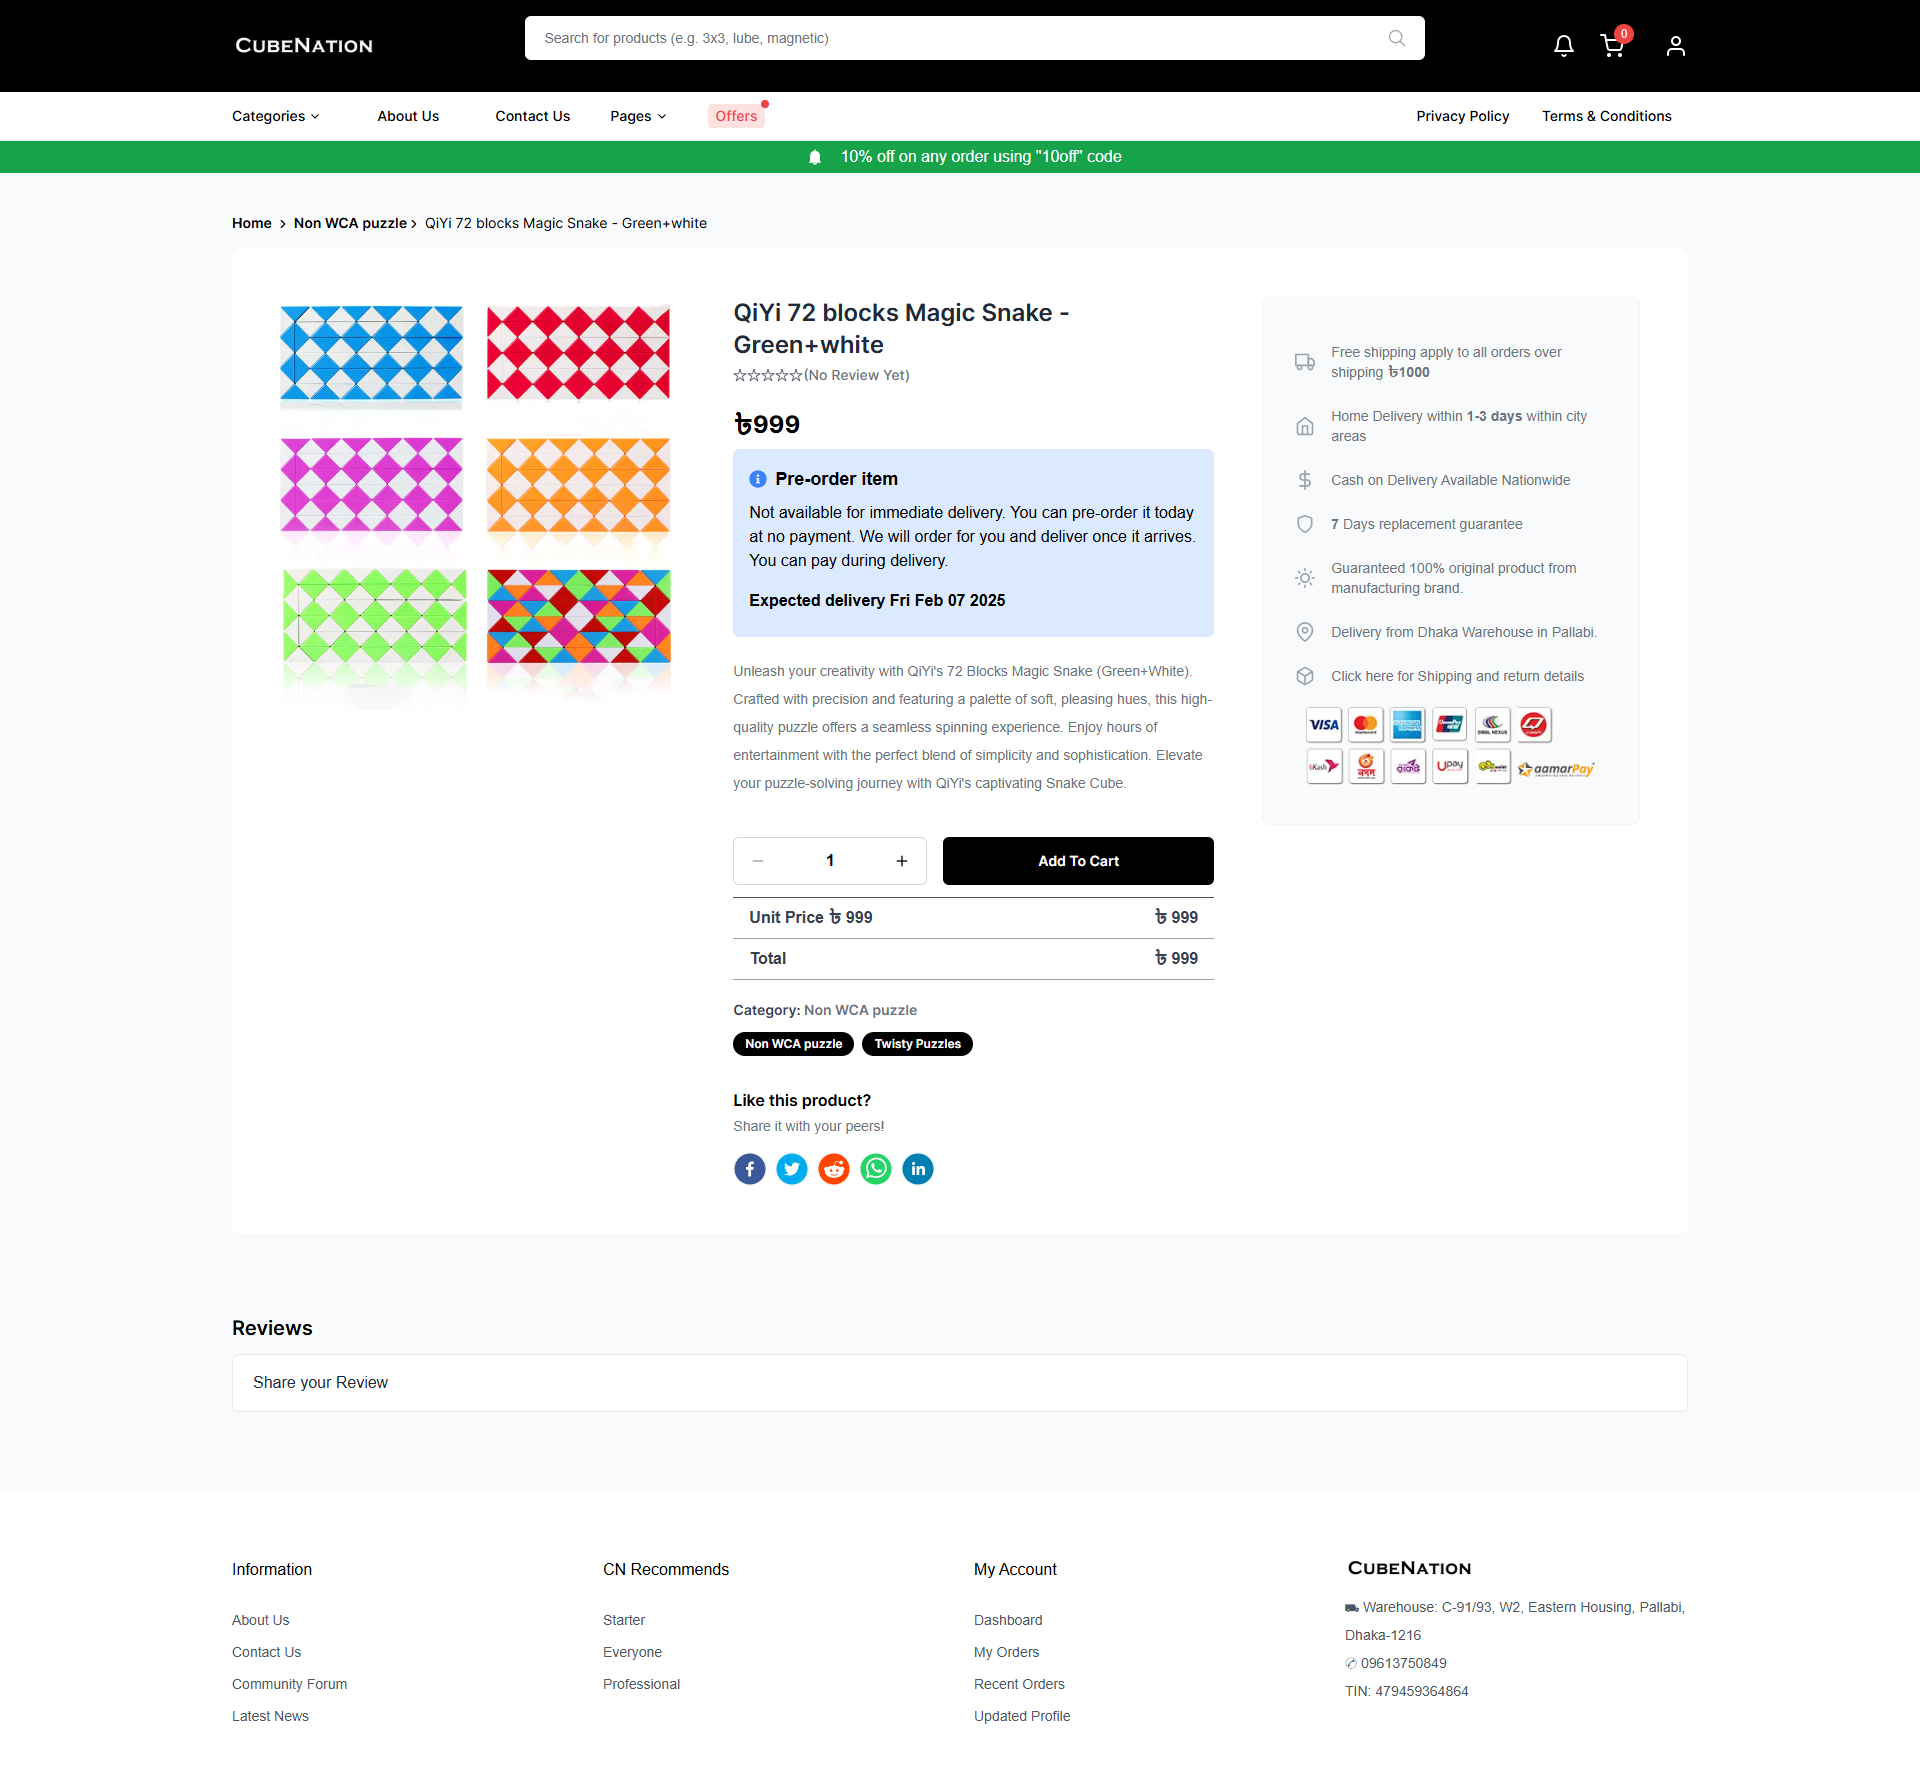 CubeNation
Search for products (e.g. 3x3, lube, magnetic)
0
Categories
About Us
Contact Us
Pages
Offers
Privacy Policy
Terms & Conditions
10% off on any order using "10off" code
Home > Non WCA puzzle > QiYi 72 blocks Magic Snake - Green+white
QiYi 72 blocks Magic Snake -
Green+white
(No Review Yet)
৳999
Pre-order item
Not available for immediate delivery. You can pre-order it today
at no payment. We will order for you and deliver once it arrives.
You can pay during delivery.
Expected delivery Fri Feb 07 2025
Unleash your creativity with QiYi's 72 Blocks Magic Snake (Green+White).
Crafted with precision and featuring a palette of soft, pleasing hues, this high-
quality puzzle offers a seamless spinning experience. Enjoy hours of
entertainment with the perfect blend of simplicity and sophistication. Elevate
your puzzle-solving journey with QiYi's captivating Snake Cube.
1
Add To Cart
Unit Price ৳ 999
৳ 999
Total
৳ 999
Category: Non WCA puzzle
Non WCA puzzle
Twisty Puzzles
Like this product?
Share it with your peers!
Free shipping apply to all orders over
shipping ৳1000
Home Delivery within 1-3 days within city
areas
Cash on Delivery Available Nationwide
7 Days replacement guarantee
Guaranteed 100% original product from
manufacturing brand.
Delivery from Dhaka Warehouse in Pallabi.
Click here for Shipping and return details
VISA
mastercard
AMERICAN EXPRESS
UnionPay
DBBL NEXUS
bKash
নগদ
Upay
aamarPay
Reviews
Share your Review
Information
About Us
Contact Us
Community Forum
Latest News
CN Recommends
Starter
Everyone
Professional
My Account
Dashboard
My Orders
Recent Orders
Updated Profile
CubeNation
Warehouse: C-91/93, W2, Eastern Housing, Pallabi,
Dhaka-1216
✆ 09613750849
TIN: 479459364864